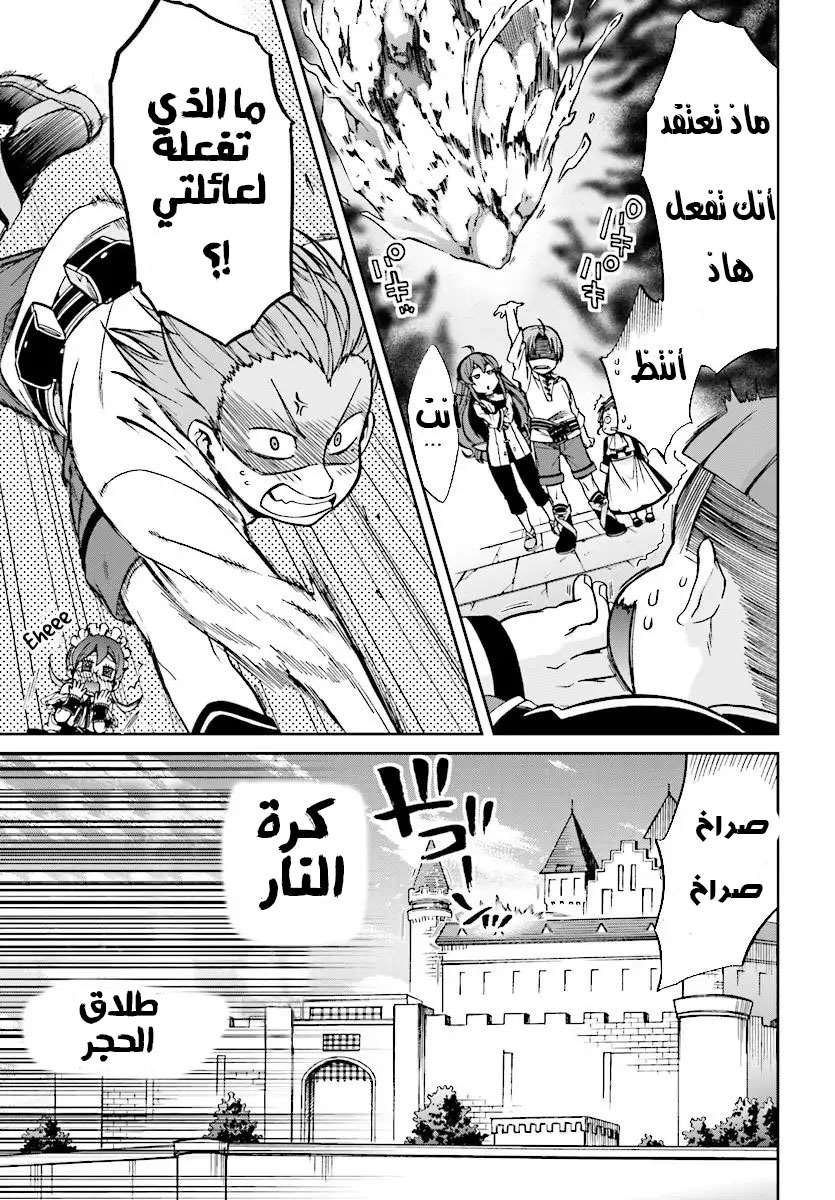 ماذ تعتقد
أنك تفعل
هاذ
أنتظ
أنت
...
ما الذي
تفعلة
لعائلتي
؟!
Eheee
صراخ
صراخ
كرة
النار
طلاق
الحجر